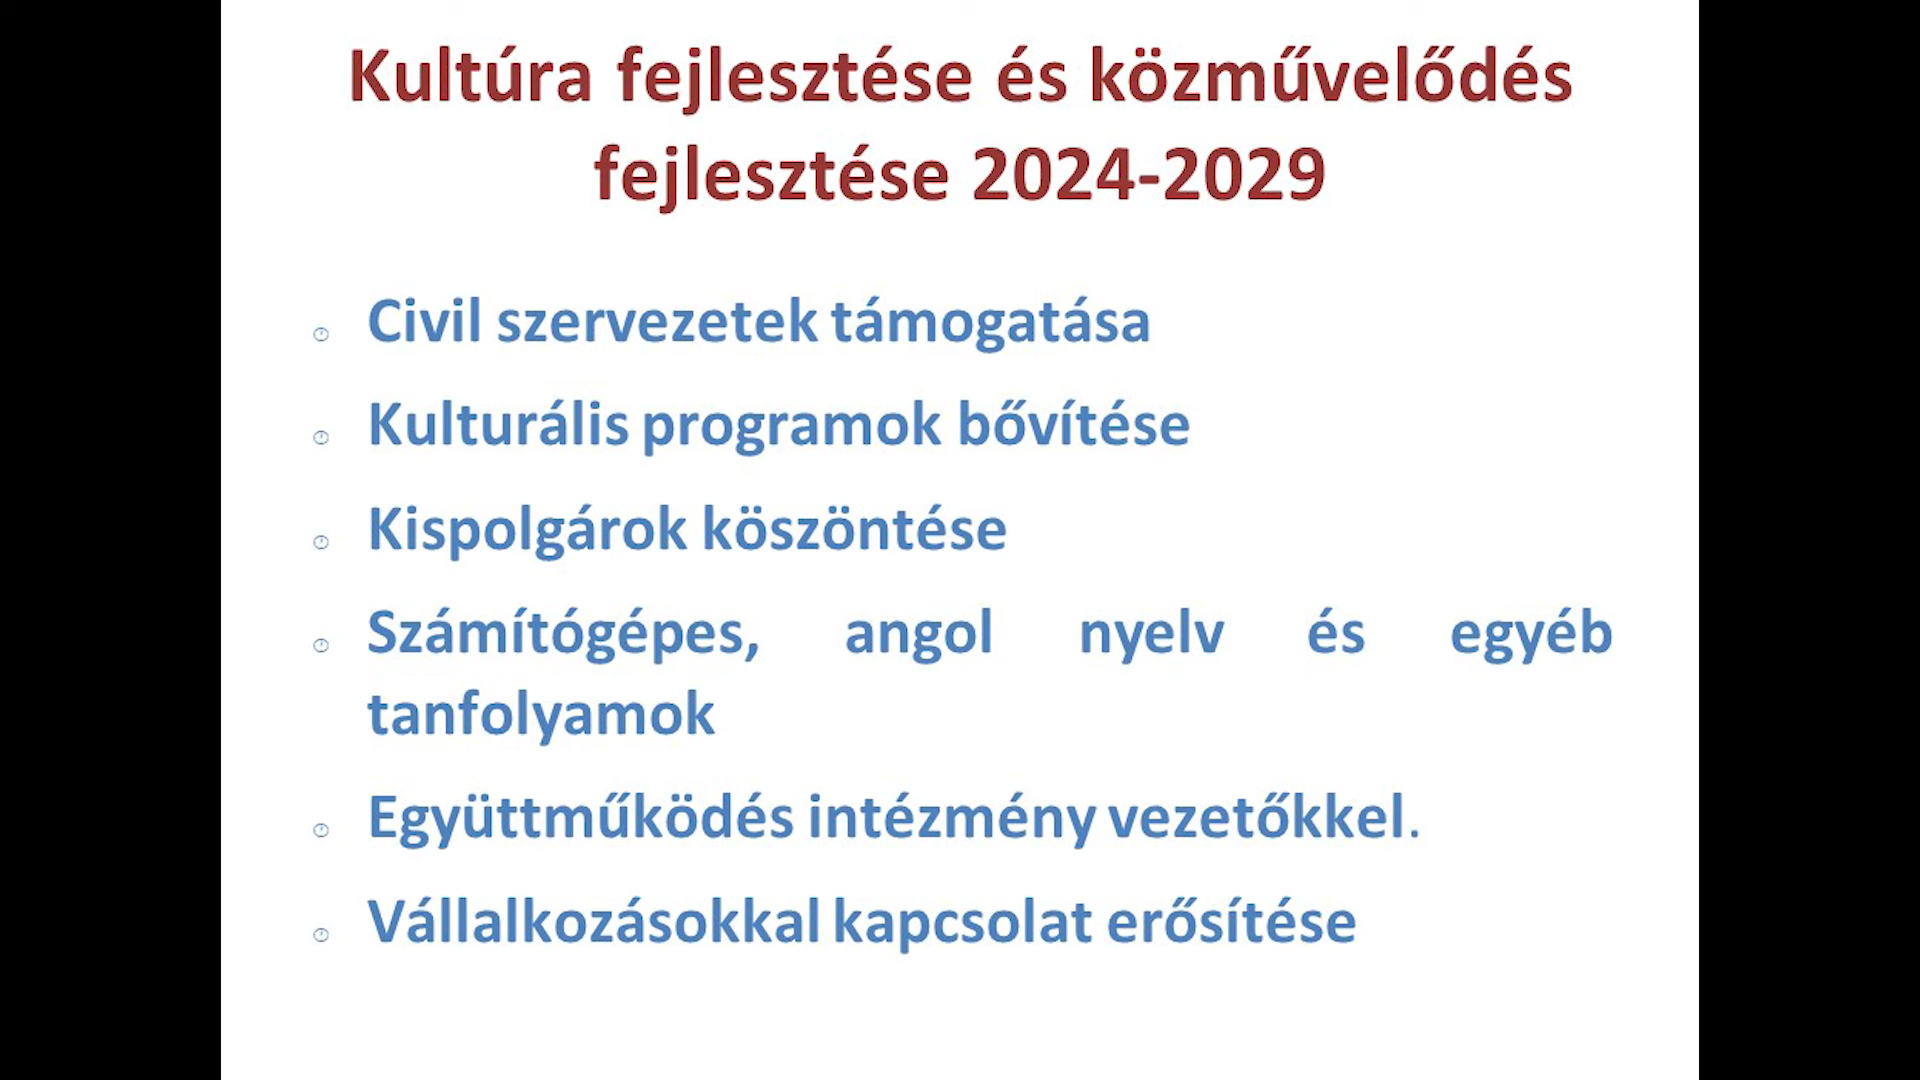 Kultúra fejlesztése és közművelődés
fejlesztése 2024-2029
Civil szervezetek támogatása
Kulturális programok bővítése
Kispolgárok köszöntése
Számítógépes, angol nyelv és egyéb
tanfolyamok
Együttműködés intézmény vezetőkkel.
Vállalkozásokkal kapcsolat erősítése